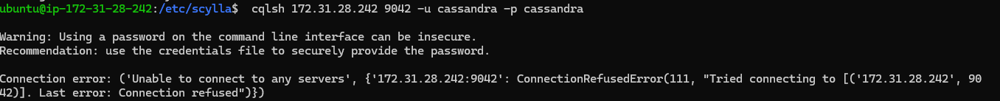 ubuntu@ip-172-31-28-242:/etc/scylla$  cqlsh 172.31.28.242 9042 -u cassandra -p cassandra
Warning: Using a password on the command line interface can be insecure.
Recommendation: use the credentials file to securely provide the password.
Connection error: ('Unable to connect to any servers', {'172.31.28.242:9042': ConnectionRefusedError(111, "Tried connecting to [('172.31.28.242', 90
42)]. Last error: Connection refused")})